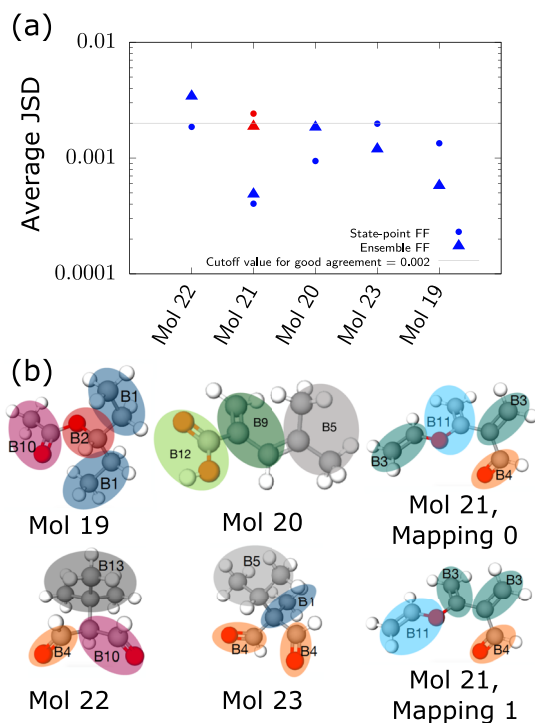 (a)
0.01
0.001
0.0001
Average JSD
State-point FF
Ensemble FF
Cutoff value for good agreement = 0.002
Mol 22
Mol 21
Mol 20
Mol 23
Mol 19
(b)
B1
B10
B2
B1
Mol 19
B9
B5
B12
Mol 20
B3
B11
B3
B4
Mol 21,
Mapping 0
B13
B4
B10
Mol 22
B5
B1
B4
B4
Mol 23
B3
B3
B11
B4
Mol 21,
Mapping 1